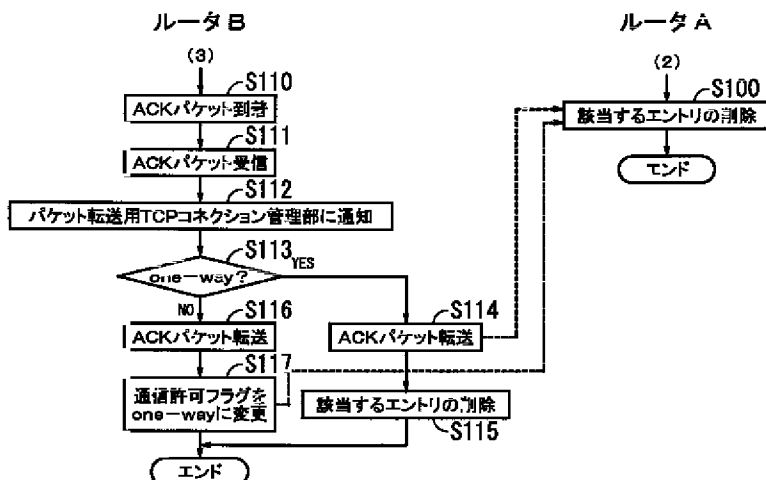 ルータB
(3)
S110
ACKパケット到着
S111
ACKパケット受信
S112
パケット転送用TCPコネクション管理部に通知
S113
one-way?
YES
NO
S116
ACKパケット転送
S117
通信許可フラグを
one-wayに変更
エンド
S114
ACKパケット転送
該当するエントリの削除
S115
ルータA
(2)
S100
該当するエントリの削除
エンド